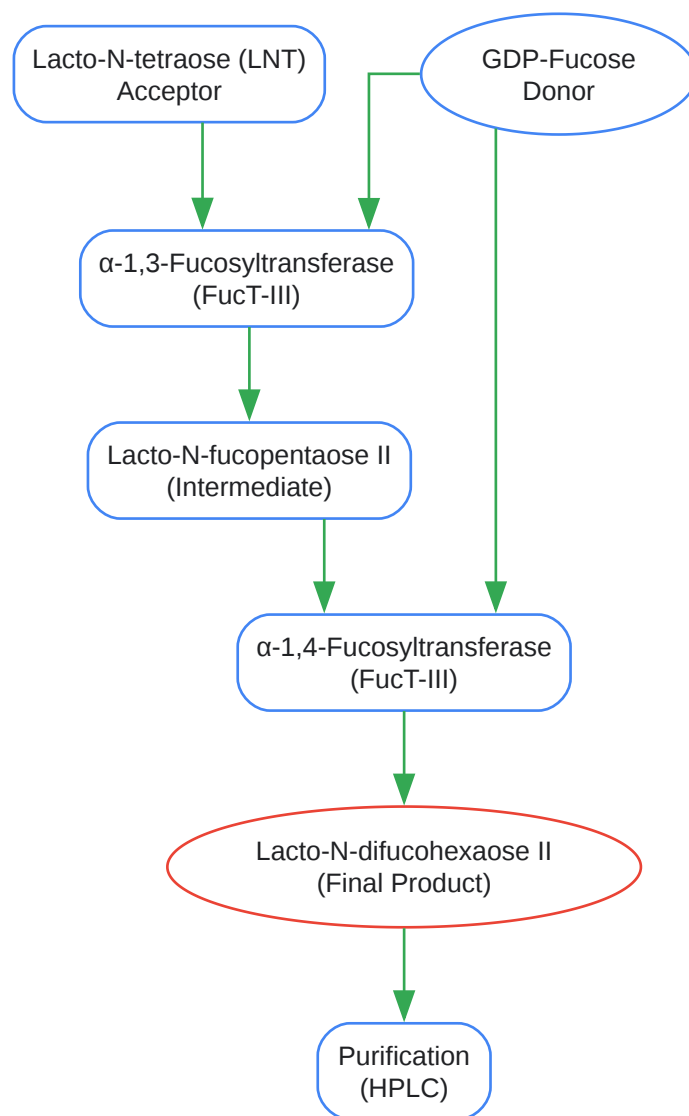 Lacto-N-tetraose (LNT)
Acceptor
GDP-Fucose
Donor
α-1,3-Fucosyltransferase
(FucT-III)
Lacto-N-fucopentaose II
(Intermediate)
α-1,4-Fucosyltransferase
(FucT-III)
Lacto-N-difucohexaose II
(Final Product)
Purification
(HPLC)